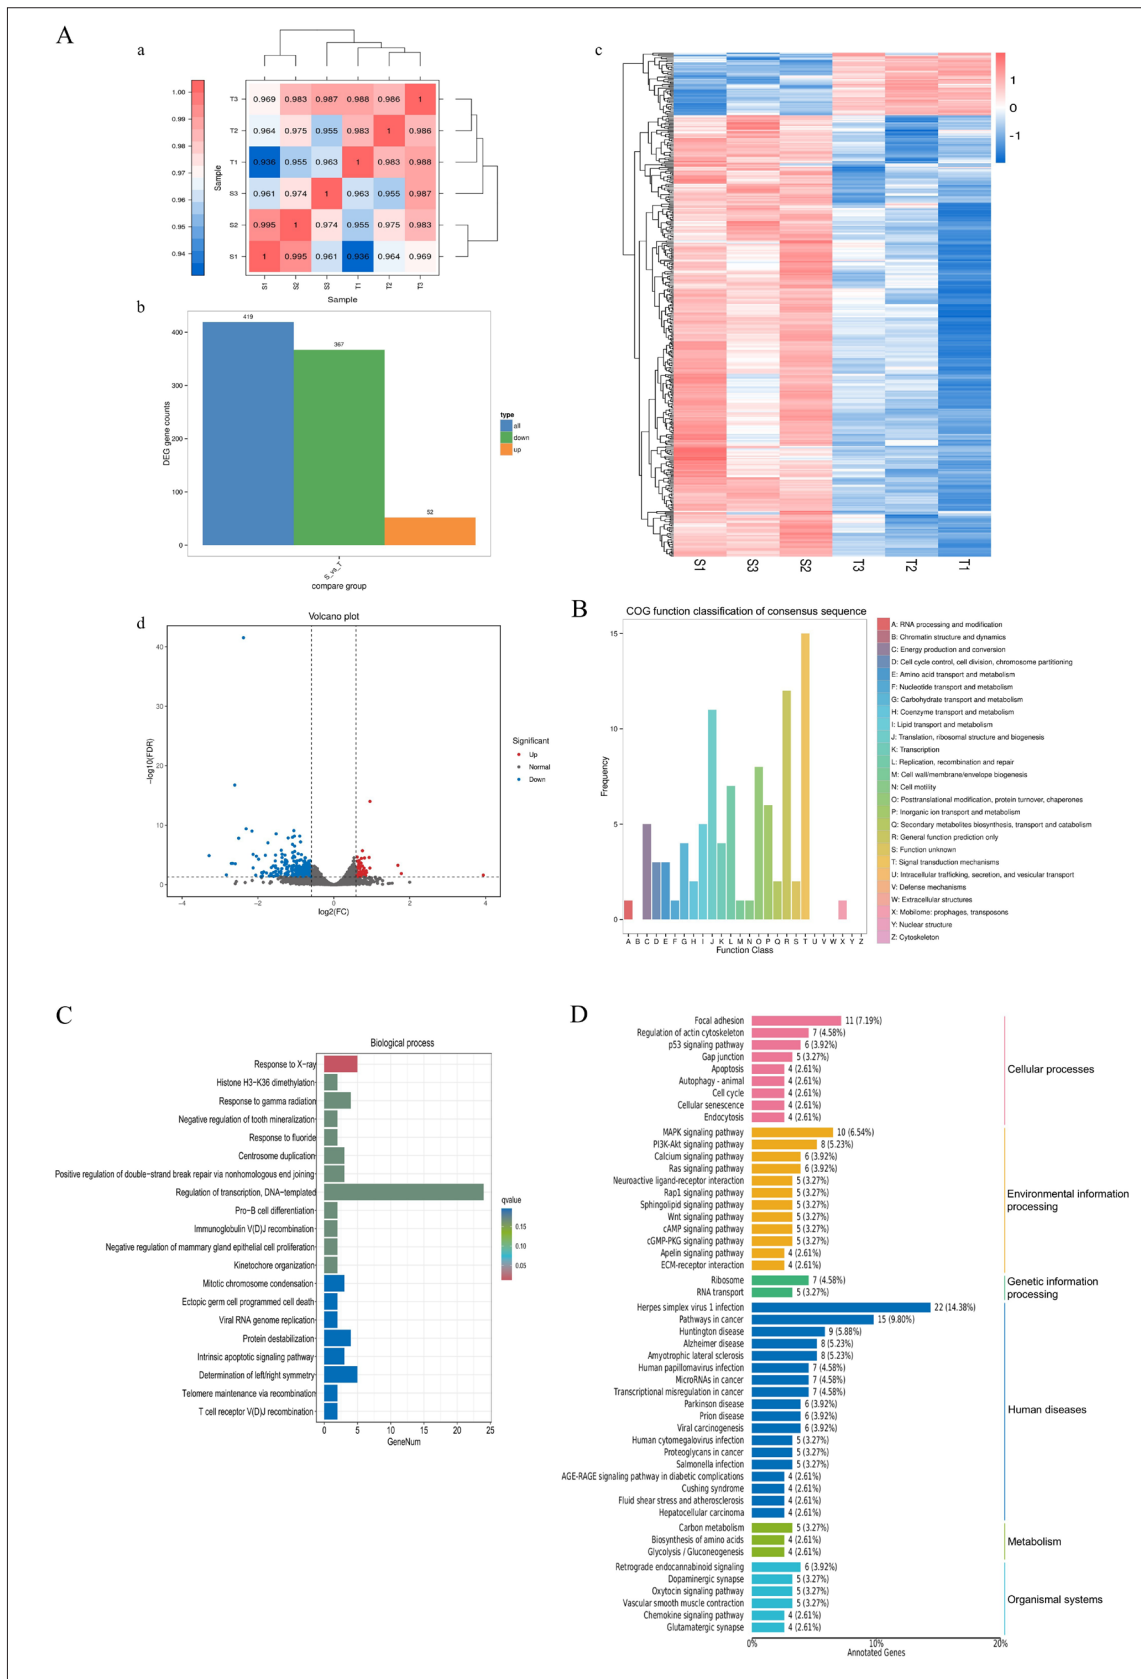 A
a
1.00
0.99
0.98
0.97
0.96
0.95
0.94
Sample
T3 0.969 0.983 0.987 0.988 0.986 1
T2 0.964 0.975 0.955 0.983 1 0.986
T1 0.936 0.955 0.963 1 0.983 0.988
S3 0.961 0.974 1 0.963 0.955 0.987
S2 0.995 1 0.974 0.955 0.975 0.983
S1 1 0.995 0.961 0.936 0.964 0.969
S1 S2 S3 T1 T2 T3
Sample
b
DEG gene counts
400
300
200
100
0
419
367
52
S_vs_T
compare group
type
all
down
up
c
1
0
-1
S1 S3 S2 T3 T2 T1
d
Volcano plot
−log10(FDR)
40
30
20
10
0
−4 −2 0 2 4
log2(FC)
Significant
Up
Normal
Down
B
COG function classification of consensus sequence
Frequency
15
10
5
0
A B C D E F G H I J K L M N O P Q R S T U V W X Y Z
Function Class
A: RNA processing and modification
B: Chromatin structure and dynamics
C: Energy production and conversion
D: Cell cycle control, cell division, chromosome partitioning
E: Amino acid transport and metabolism
F: Nucleotide transport and metabolism
G: Carbohydrate transport and metabolism
H: Coenzyme transport and metabolism
I: Lipid transport and metabolism
J: Translation, ribosomal structure and biogenesis
K: Transcription
L: Replication, recombination and repair
M: Cell wall/membrane/envelope biogenesis
N: Cell motility
O: Posttranslational modification, protein turnover, chaperones
P: Inorganic ion transport and metabolism
Q: Secondary metabolites biosynthesis, transport and catabolism
R: General function prediction only
S: Function unknown
T: Signal transduction mechanisms
U: Intracellular trafficking, secretion, and vesicular transport
V: Defense mechanisms
W: Extracellular structures
X: Mobilome: prophages, transposons
Y: Nuclear structure
Z: Cytoskeleton
C
Biological process
Response to X−ray
Histone H3−K36 dimethylation
Response to gamma radiation
Negative regulation of tooth mineralization
Response to fluoride
Centrosome duplication
Positive regulation of double−strand break repair via nonhomologous end joining
Regulation of transcription, DNA−templated
Pro−B cell differentiation
Immunoglobulin V(D)J recombination
Negative regulation of mammary gland epithelial cell proliferation
Kinetochore organization
Mitotic chromosome condensation
Ectopic germ cell programmed cell death
Viral RNA genome replication
Protein destabilization
Intrinsic apoptotic signaling pathway
Determination of left/right symmetry
Telomere maintenance via recombination
T cell receptor V(D)J recombination
0 5 10 15 20 25
GeneNum
qvalue
0.15
0.10
0.05
D
Focal adhesion 11 (7.19%)
Regulation of actin cytoskeleton 7 (4.58%)
p53 signaling pathway 6 (3.92%)
Gap junction 5 (3.27%)
Apoptosis 4 (2.61%)
Autophagy - animal 4 (2.61%)
Cell cycle 4 (2.61%)
Cellular senescence 4 (2.61%)
Endocytosis 4 (2.61%)
Cellular processes
MAPK signaling pathway 10 (6.54%)
PI3K-Akt signaling pathway 8 (5.23%)
Calcium signaling pathway 6 (3.92%)
Ras signaling pathway 6 (3.92%)
Neuroactive ligand-receptor interaction 5 (3.27%)
Rap1 signaling pathway 5 (3.27%)
Sphingolipid signaling pathway 5 (3.27%)
Wnt signaling pathway 5 (3.27%)
cAMP signaling pathway 5 (3.27%)
cGMP-PKG signaling pathway 5 (3.27%)
Apelin signaling pathway 4 (2.61%)
ECM-receptor interaction 4 (2.61%)
Environmental information
processing
Ribosome 7 (4.58%)
RNA transport 5 (3.27%)
Genetic information
processing
Herpes simplex virus 1 infection 22 (14.38%)
Pathways in cancer 15 (9.80%)
Huntington disease 9 (5.88%)
Alzheimer disease 8 (5.23%)
Amyotrophic lateral sclerosis 8 (5.23%)
Human papillomavirus infection 7 (4.58%)
MicroRNAs in cancer 7 (4.58%)
Transcriptional misregulation in cancer 7 (4.58%)
Parkinson disease 6 (3.92%)
Prion disease 6 (3.92%)
Viral carcinogenesis 6 (3.92%)
Human cytomegalovirus infection 5 (3.27%)
Proteoglycans in cancer 5 (3.27%)
Salmonella infection 5 (3.27%)
AGE-RAGE signaling pathway in diabetic complications 4 (2.61%)
Cushing syndrome 4 (2.61%)
Fluid shear stress and atherosclerosis 4 (2.61%)
Hepatocellular carcinoma 4 (2.61%)
Human diseases
Carbon metabolism 5 (3.27%)
Biosynthesis of amino acids 4 (2.61%)
Glycolysis / Gluconeogenesis 4 (2.61%)
Metabolism
Retrograde endocannabinoid signaling 6 (3.92%)
Dopaminergic synapse 5 (3.27%)
Oxytocin signaling pathway 5 (3.27%)
Vascular smooth muscle contraction 5 (3.27%)
Chemokine signaling pathway 4 (2.61%)
Glutamatergic synapse 4 (2.61%)
Organismal systems
0% 10% 20%
Annotated Genes